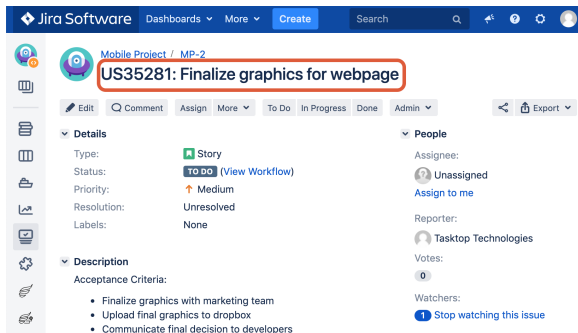 Jira Software Dashboards More Create Search
Mobile Project / MP-2
US35281: Finalize graphics for webpage
Edit Comment Assign More To Do In Progress Done Admin Export
Details
Type: Story
Status: TO DO (View Workflow)
Priority: Medium
Resolution: Unresolved
Labels: None
Description
Acceptance Criteria:
• Finalize graphics with marketing team
• Upload final graphics to dropbox
• Communicate final decision to developers
People
Assignee:
Unassigned
Assign to me
Reporter:
Tasktop Technologies
Votes:
0
Watchers:
1 Stop watching this issue